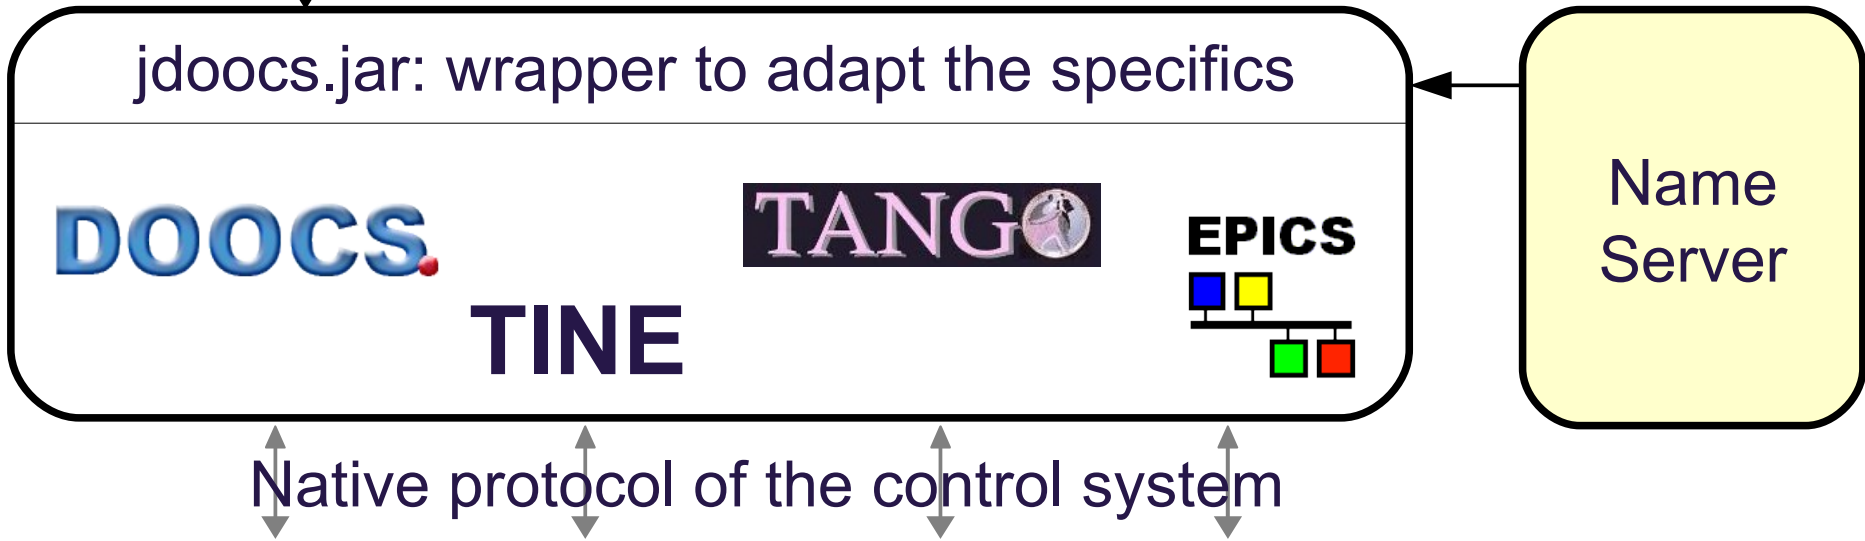 jdoocs.jar: wrapper to adapt the specifics
DOOCS.
TANGO
EPICS
TINE
Name
Server
Native protocol of the control system